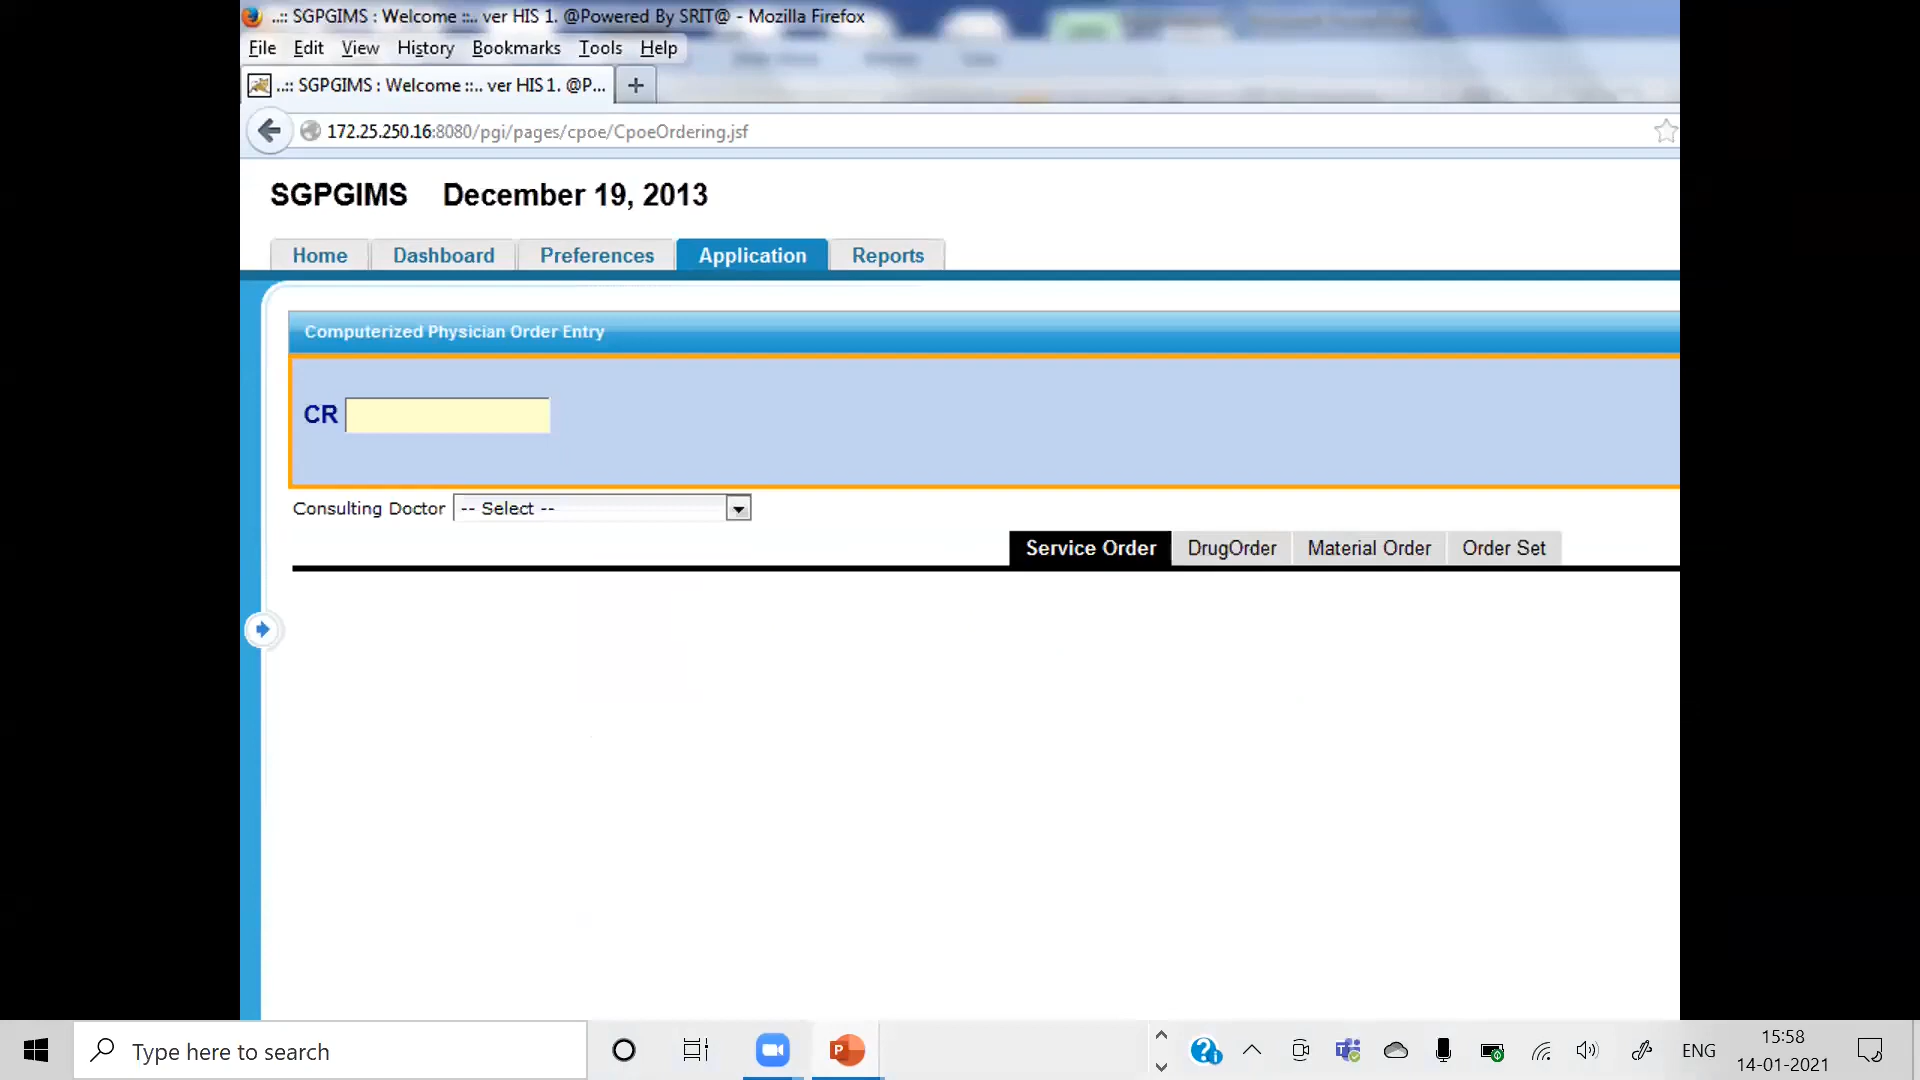 ..:: SGPGIMS : Welcome ::.. ver HIS 1. @Powered By SRIT@ - Mozilla Firefox
File Edit View History Bookmarks Tools Help
..:: SGPGIMS : Welcome ::.. ver HIS 1. @P... +
172.25.250.16:8080/pgi/pages/cpoe/CpoeOrdering.jsf
SGPGIMS December 19, 2013
Home Dashboard Preferences Application Reports
Computerized Physician Order Entry
CR
Consulting Doctor -- Select --
Service Order DrugOrder Material Order Order Set
Type here to search
ENG
15:58
14-01-2021